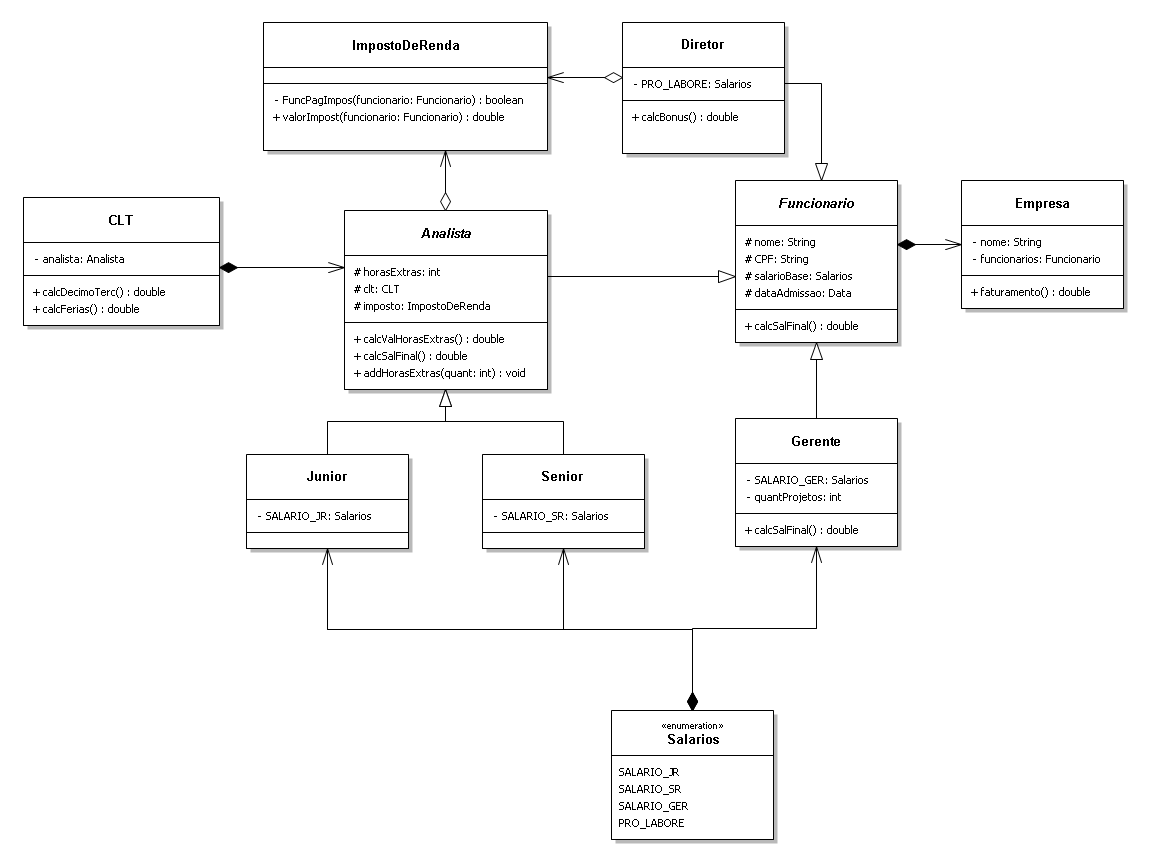 ImpostoDeRenda
- FuncPagImpos(funcionario: Funcionario) : boolean
+ valorImpost(funcionario: Funcionario) : double
Diretor
- PRO_LABORE: Salarios
+ calcBonus() : double
CLT
- analista: Analista
+ calcDecimoTerc() : double
+ calcFerias() : double
Analista
# horasExtras: int
# clt: CLT
# imposto: ImpostoDeRenda
+ calcValHorasExtras() : double
+ calcSalFinal() : double
+ addHorasExtras(quant: int) : void
Funcionario
# nome: String
# CPF: String
# salarioBase: Salarios
# dataAdmissao: Data
+ calcSalFinal() : double
Empresa
- nome: String
- funcionarios: Funcionario
+ faturamento() : double
Junior
- SALARIO_JR: Salarios
Senior
- SALARIO_SR: Salarios
Gerente
- SALARIO_GER: Salarios
- quantProjetos: int
+ calcSalFinal() : double
«enumeration»
Salarios
SALARIO_JR
SALARIO_SR
SALARIO_GER
PRO_LABORE